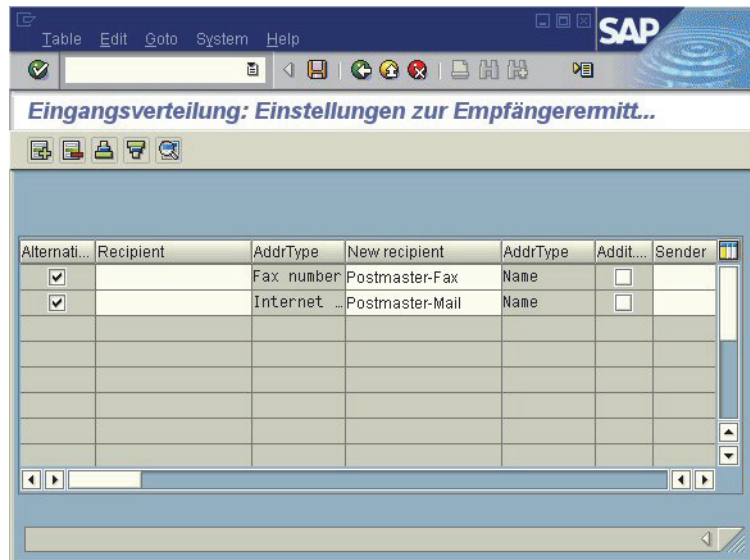 SAP
Table Edit Goto System Help
Eingangsverteilung: Einstellungen zur Empfängerermitt...
Alternati... Recipient AddrType New recipient AddrType Addit.... Sender
Fax number Postmaster-Fax Name
Internet … Postmaster-Mail Name